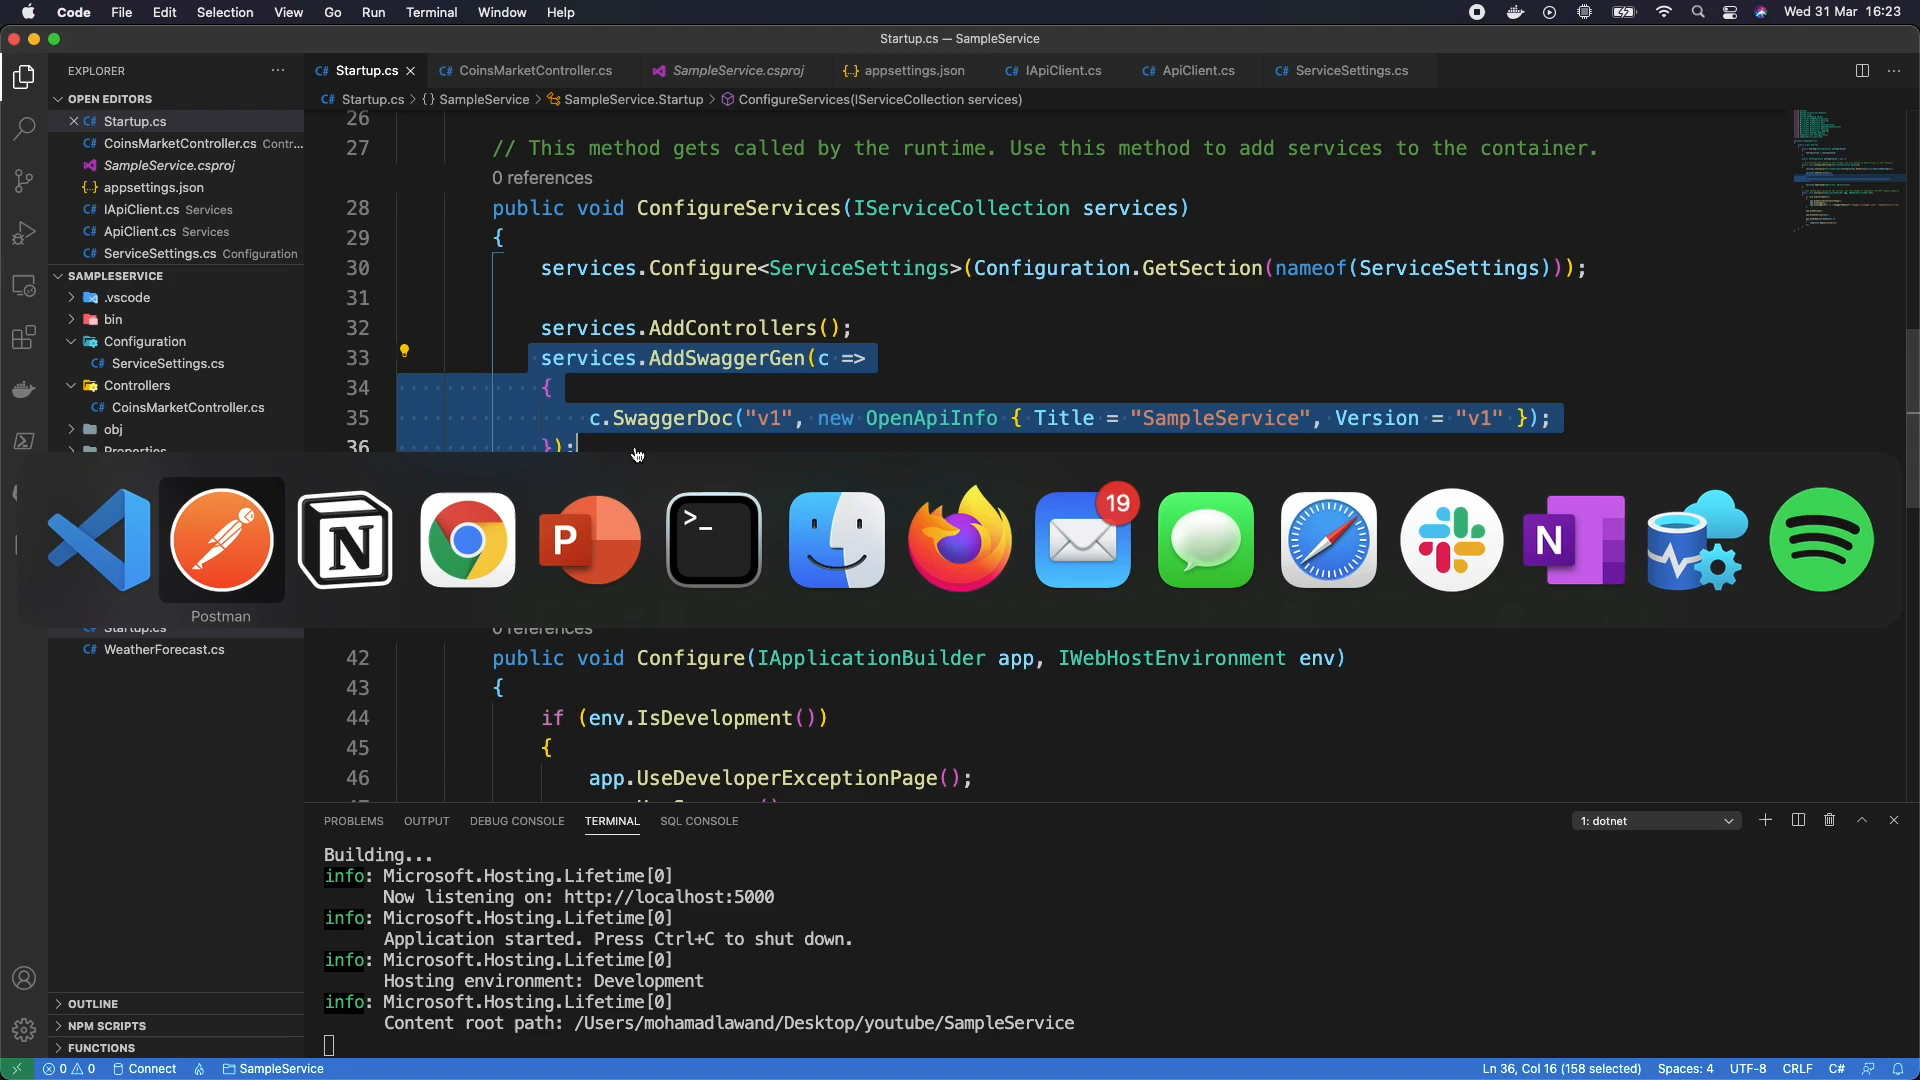 Code File Edit Selection View Go Run Terminal Window Help
Wed 31 Mar 16:23
Startup.cs — SampleService
EXPLORER
OPEN EDITORS
C# Startup.cs
C# CoinsMarketController.cs Contr...
SampleService.csproj
{..} appsettings.json
C# IApiClient.cs Services
C# ApiClient.cs Services
C# ServiceSettings.cs Configuration
SAMPLESERVICE
.vscode
bin
Configuration
C# ServiceSettings.cs
Controllers
C# CoinsMarketController.cs
obj
Properties
C# Startup.cs
C# WeatherForecast.cs
OUTLINE
NPM SCRIPTS
FUNCTIONS
C# Startup.cs C# CoinsMarketController.cs SampleService.csproj {..} appsettings.json C# IApiClient.cs C# ApiClient.cs C# ServiceSettings.cs
C# Startup.cs > {} SampleService > SampleService.Startup > ConfigureServices(IServiceCollection services)
26
27 // This method gets called by the runtime. Use this method to add services to the container.
0 references
28 public void ConfigureServices(IServiceCollection services)
29 {
30 services.Configure<ServiceSettings>(Configuration.GetSection(nameof(ServiceSettings)));
31
32 services.AddControllers();
33 services.AddSwaggerGen(c =>
34 {
35 c.SwaggerDoc("v1", new OpenApiInfo { Title = "SampleService", Version = "v1" });
36 });
N
P
>_
19
N
Postman
0 references
42 public void Configure(IApplicationBuilder app, IWebHostEnvironment env)
43 {
44 if (env.IsDevelopment())
45 {
46 app.UseDeveloperExceptionPage();
PROBLEMS OUTPUT DEBUG CONSOLE TERMINAL SQL CONSOLE
1: dotnet
Building...
info: Microsoft.Hosting.Lifetime[0]
Now listening on: http://localhost:5000
info: Microsoft.Hosting.Lifetime[0]
Application started. Press Ctrl+C to shut down.
info: Microsoft.Hosting.Lifetime[0]
Hosting environment: Development
info: Microsoft.Hosting.Lifetime[0]
Content root path: /Users/mohamadlawand/Desktop/youtube/SampleService
0 0 Connect SampleService
Ln 36, Col 16 (158 selected) Spaces: 4 UTF-8 CRLF C#